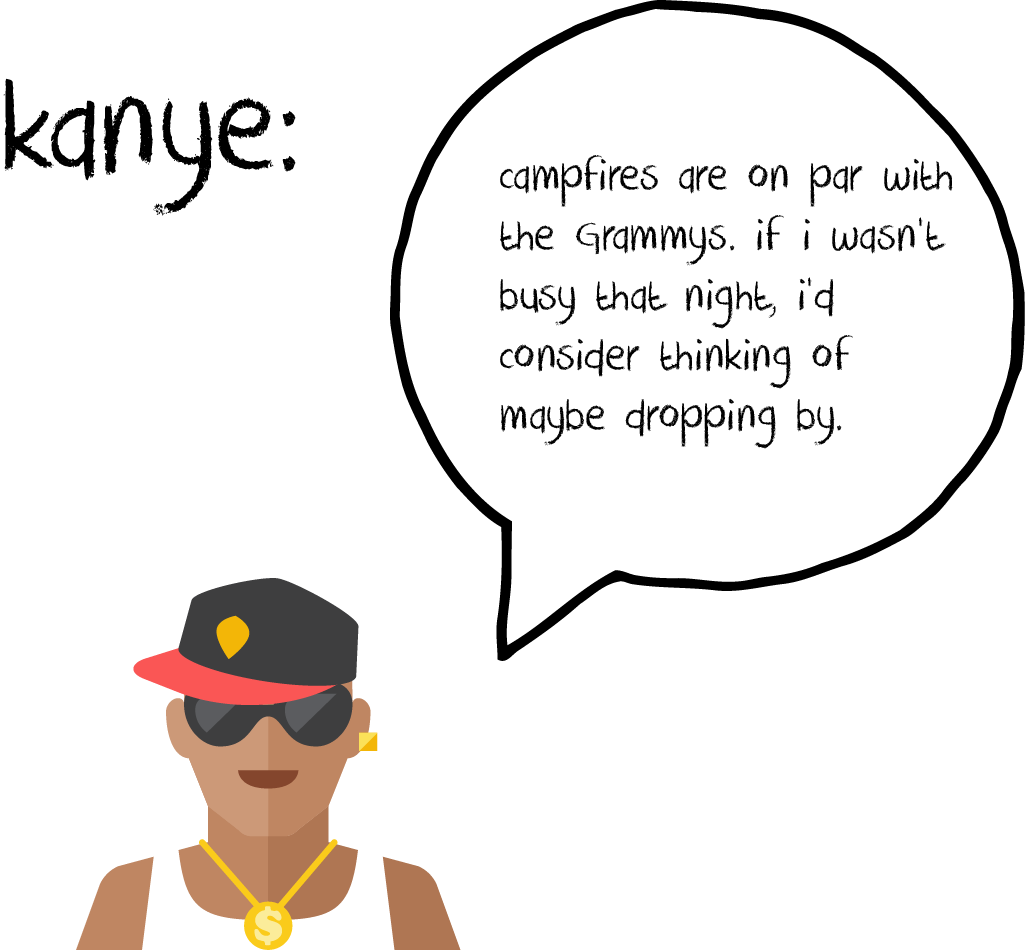 kanye:
campfires are on par with
the Grammys. if i wasn't
busy that night, i'd
consider thinking of
maybe dropping by.
$